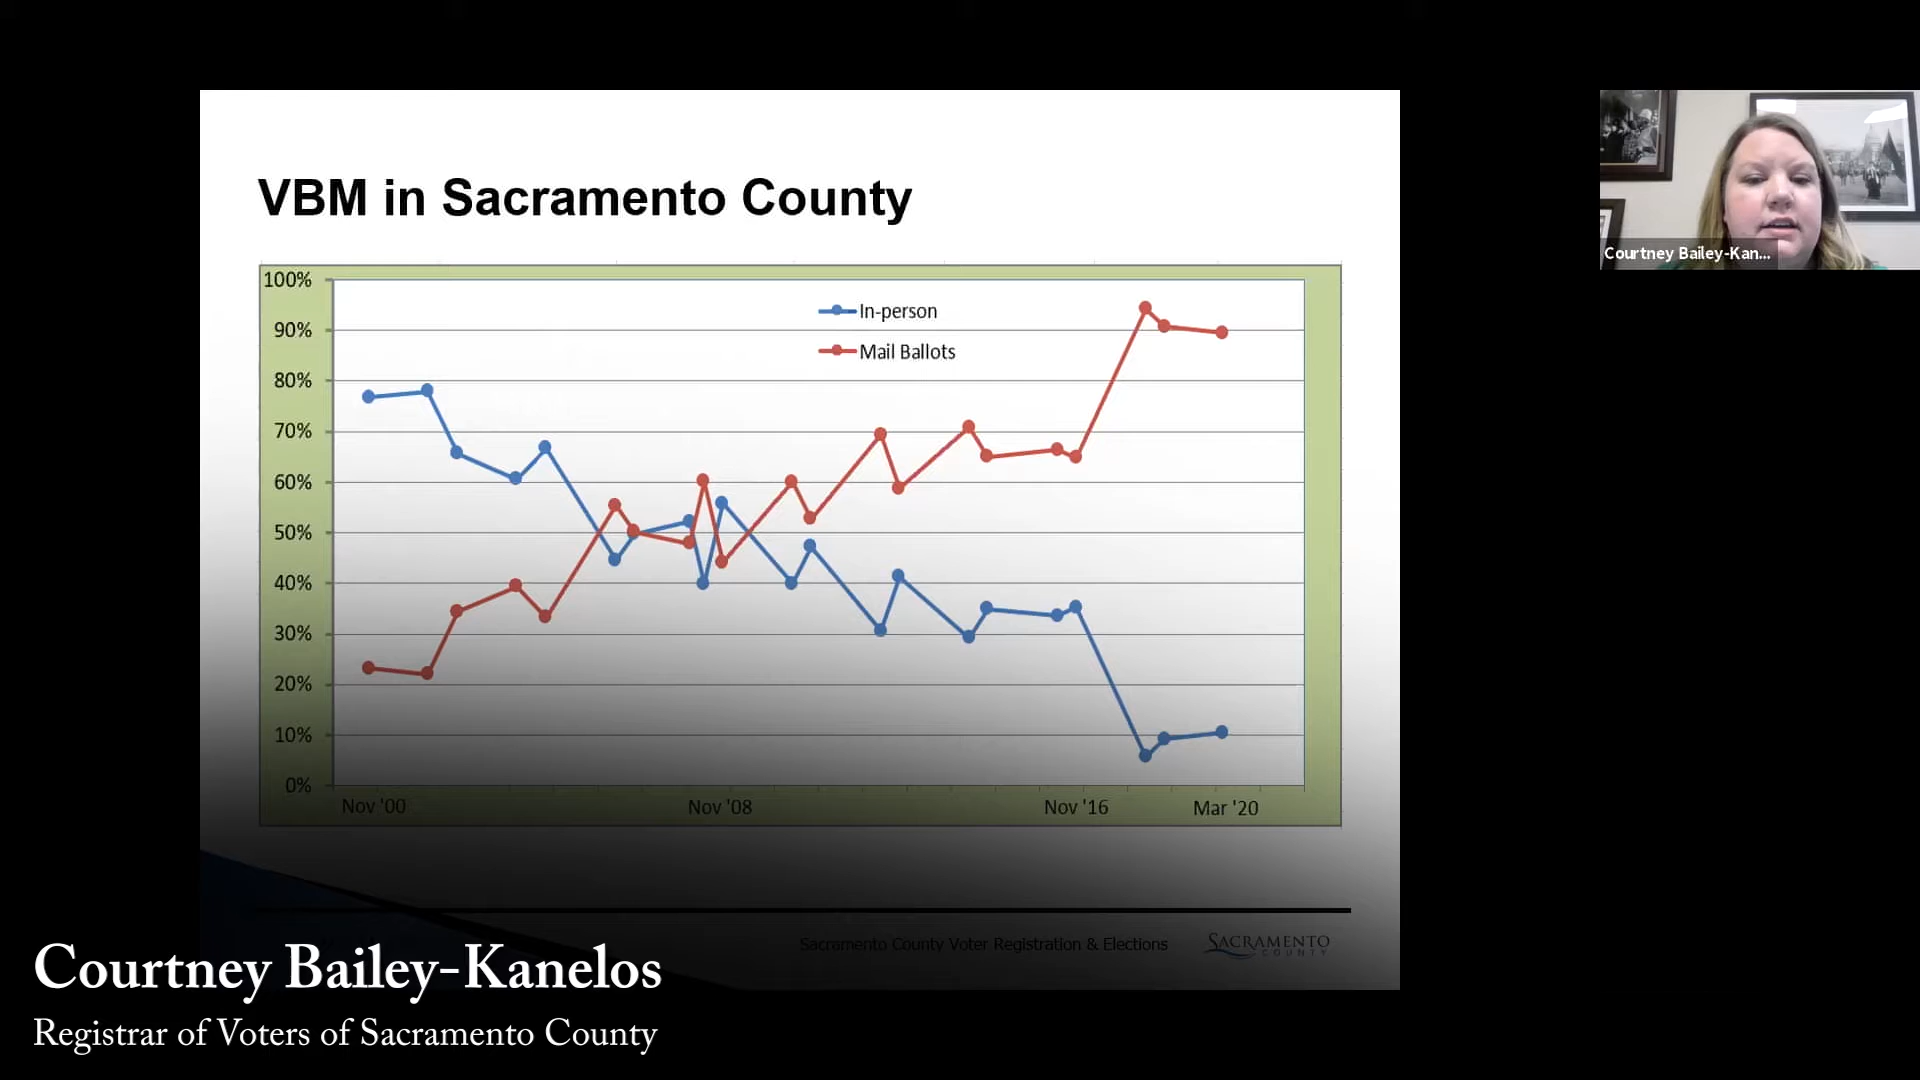 VBM in Sacramento County
100%
90%
80%
70%
60%
50%
40%
30%
20%
10%
0%
In-person
Mail Ballots
Nov '00
Nov '08
Nov '16
Mar '20
Sacramento County Voter Registration & Elections
SACRAMENTO
COUNTY
Courtney Bailey-Kan...
Courtney Bailey-Kanelos
Registrar of Voters of Sacramento County